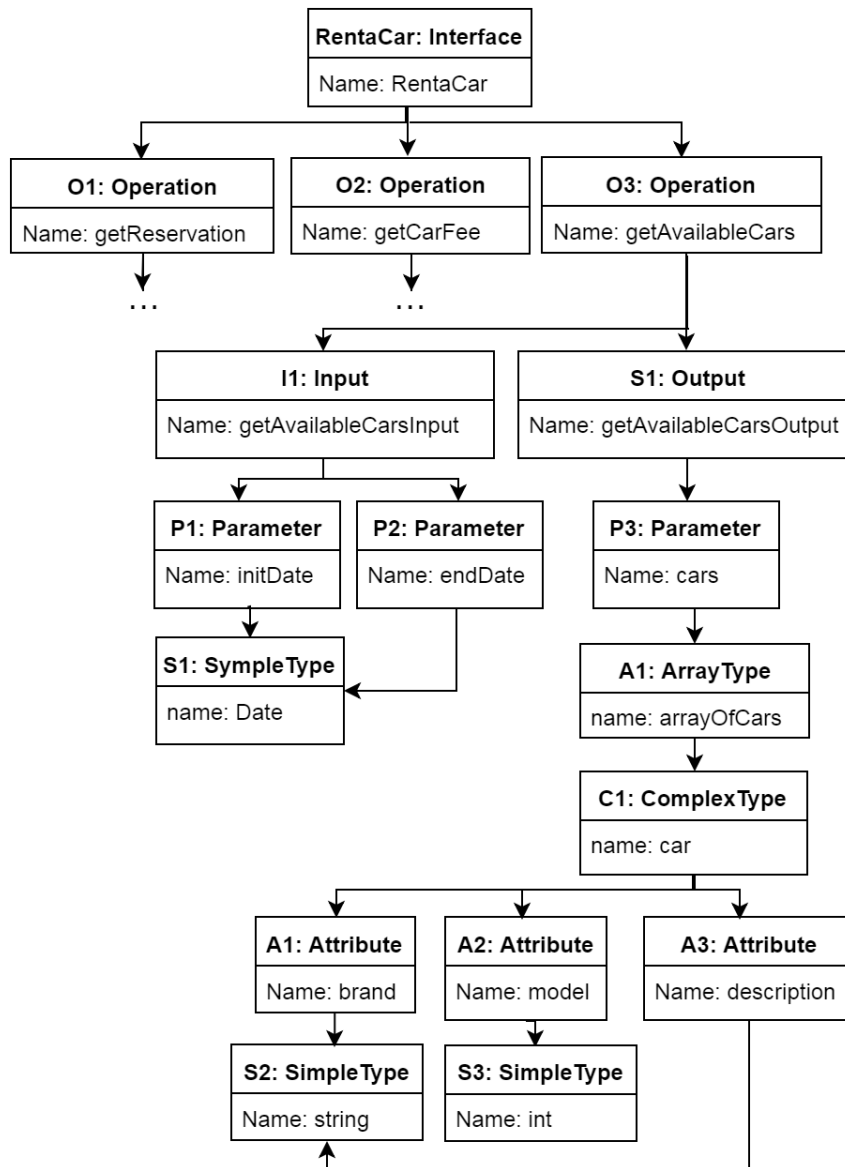 RentaCar: Interface
Name: RentaCar
O1: Operation
Name: getReservation
O2: Operation
Name: getCarFee
O3: Operation
Name: getAvailableCars
...
...
I1: Input
Name: getAvailableCarsInput
S1: Output
Name: getAvailableCarsOutput
P1: Parameter
Name: initDate
P2: Parameter
Name: endDate
P3: Parameter
Name: cars
S1: SympleType
name: Date
A1: ArrayType
name: arrayOfCars
C1: ComplexType
name: car
A1: Attribute
Name: brand
A2: Attribute
Name: model
A3: Attribute
Name: description
S2: SimpleType
Name: string
S3: SimpleType
Name: int